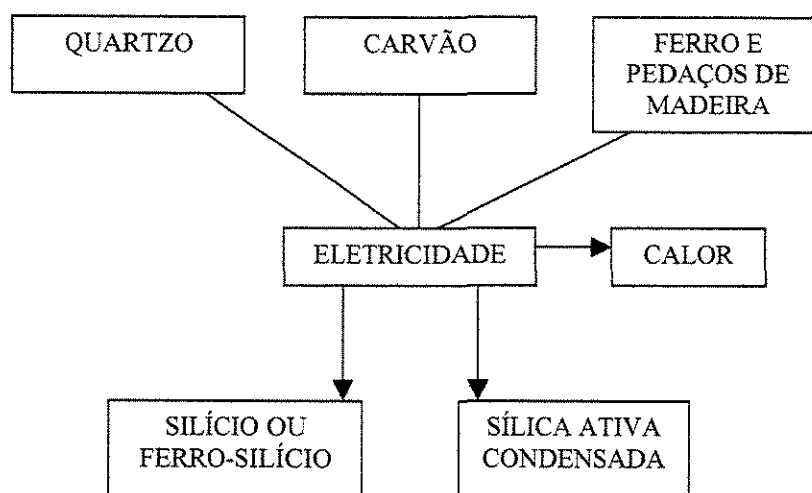 QUARTZO
CARVÃO
FERRO E
PEDAÇOS DE
MADEIRA
ELETRICIDADE
CALOR
SILÍCIO OU
FERRO-SILÍCIO
SÍLICA ATIVA
CONDENSADA